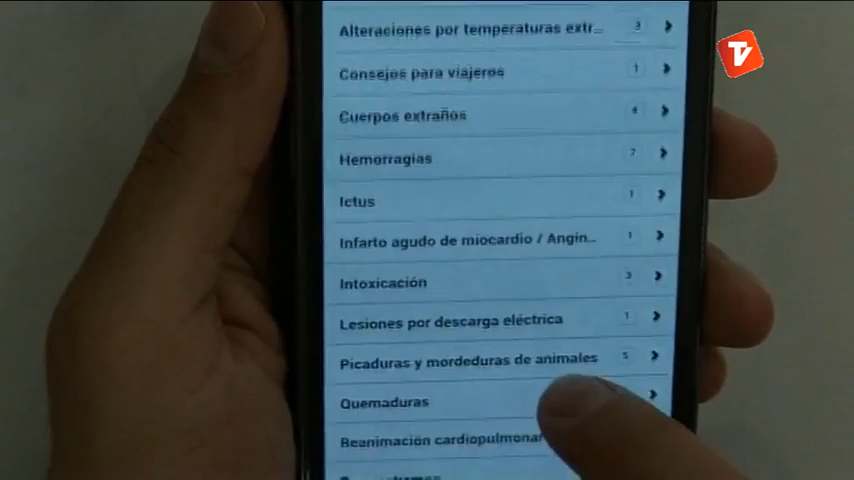 Alteraciones por temperaturas extr... 3
Consejos para viajeros 1
Cuerpos extraños 4
Hemorragias 7
Ictus 1
Infarto agudo de miocardio / Angin... 1
Intoxicación 3
Lesiones por descarga eléctrica 1
Picaduras y mordeduras de animales 5
Quemaduras
Reanimación cardiopulmonar
TV